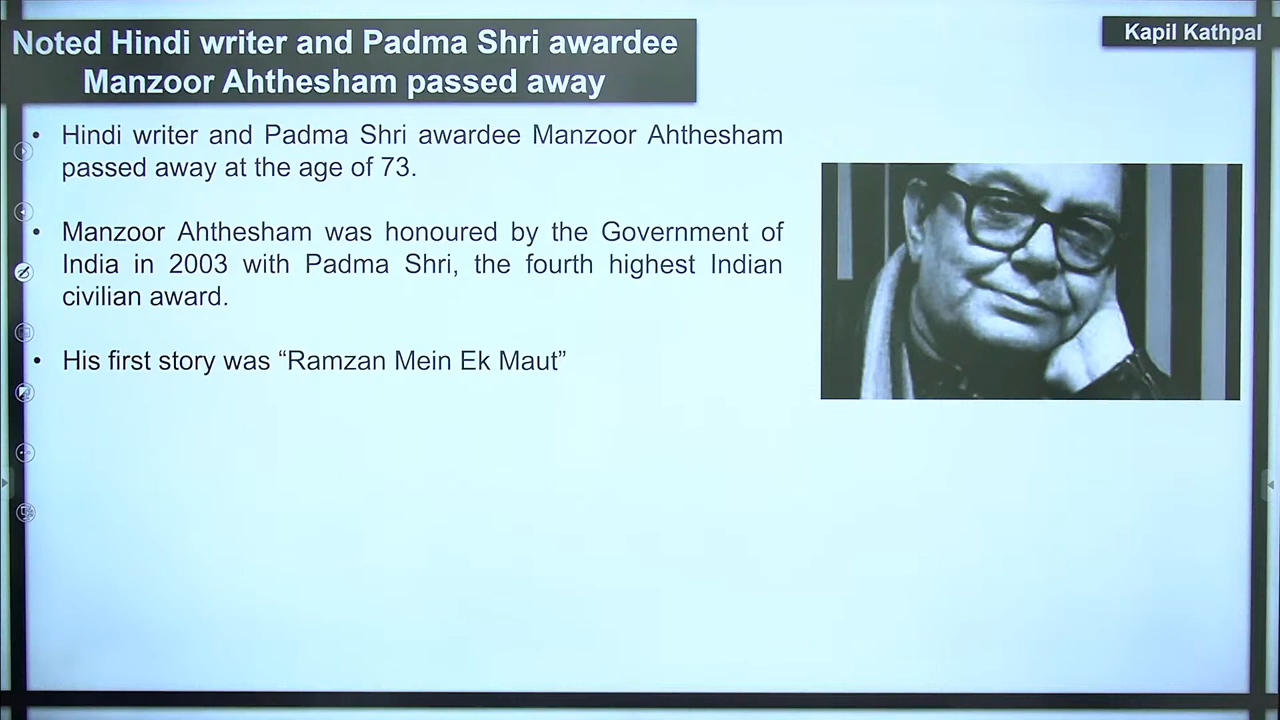 Noted Hindi writer and Padma Shri awardee
Manzoor Ahthesham passed away
Kapil Kathpal
• Hindi writer and Padma Shri awardee Manzoor Ahthesham
passed away at the age of 73.
• Manzoor Ahthesham was honoured by the Government of
India in 2003 with Padma Shri, the fourth highest Indian
civilian award.
• His first story was “Ramzan Mein Ek Maut”